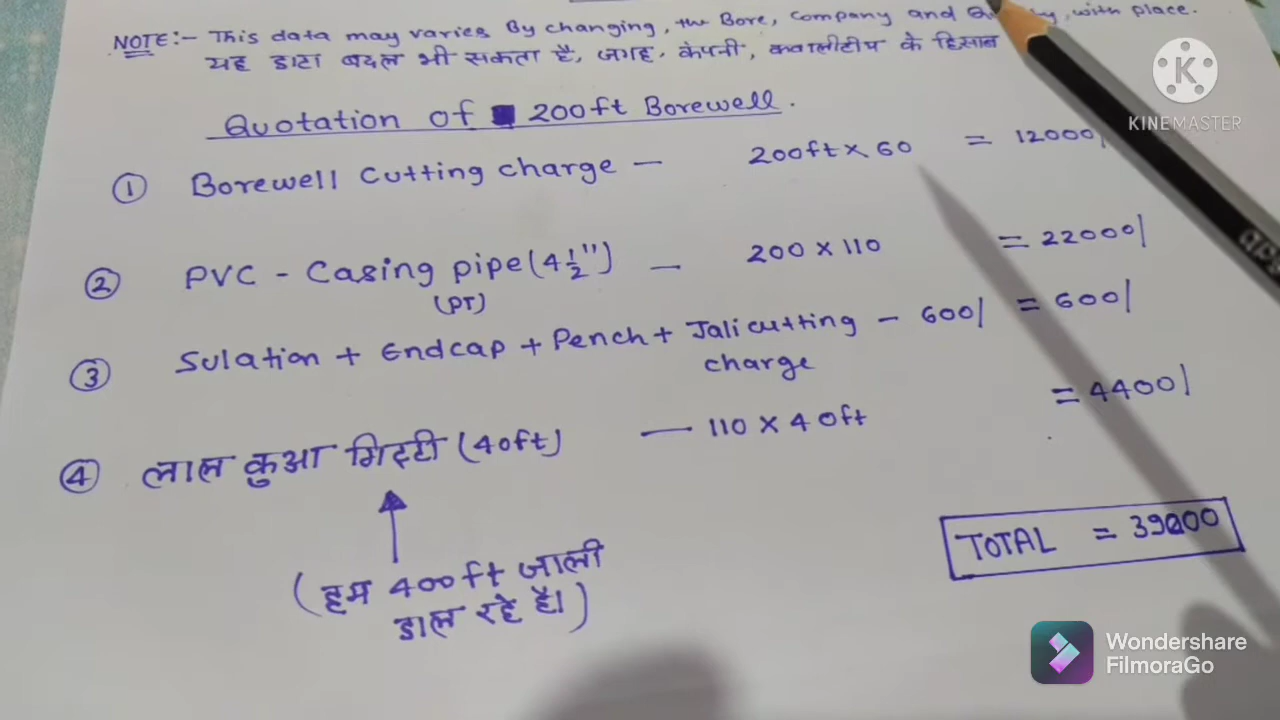 NOTE:- This data may varies By changing, the Bore, Company and with place.
यह डाटा बदल भी सकता है, जगह, कंपनी, क्वालीटीप के हिसाब
Quotation of 200ft Borewell.
① Borewell Cutting charge - 200ft x 60 = 12000/
② PVC - Casing pipe (4½") - 200 x 110 = 22000/
(PT)
③ Sulation + Endcap + Pench + Jali cutting - 600/ = 600/
charge
④ लाल कुआ गिट्टी (40ft) - 110 x 40ft = 4400/
(हम 400ft जाली
डाल रहे है।)
TOTAL = 39000
KINEMASTER
Wondershare
FilmoraGo